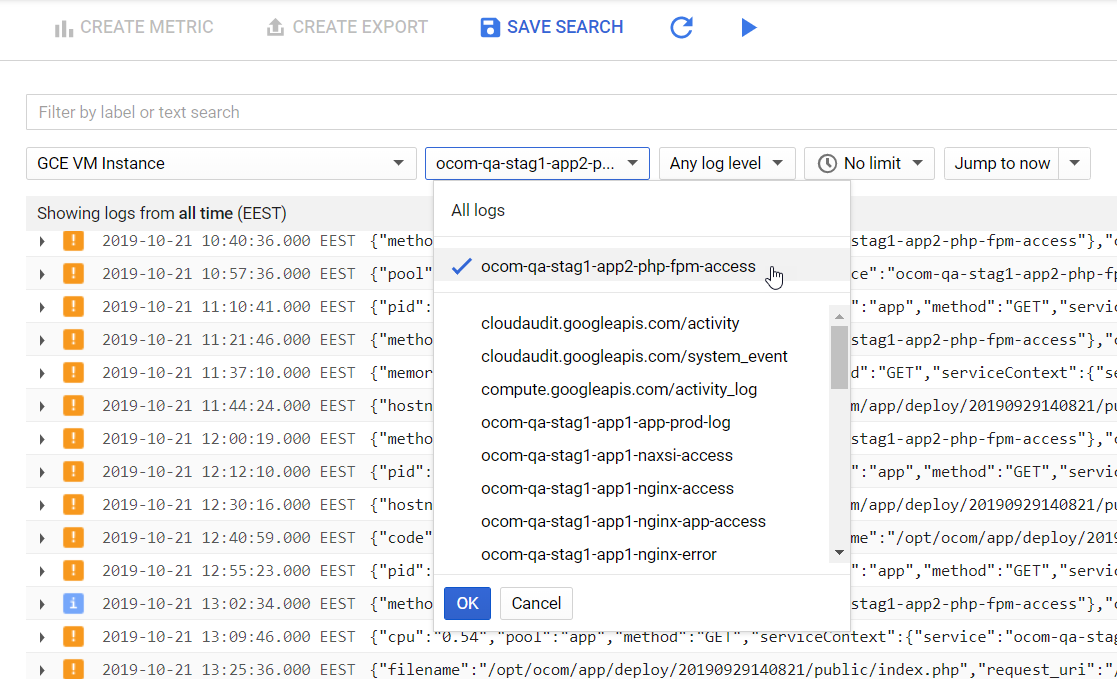 CREATE METRIC CREATE EXPORT SAVE SEARCH
Filter by label or text search
GCE VM Instance ocom-qa-stag1-app2-p... Any log level No limit Jump to now
Showing logs from all time (EEST)
All logs
ocom-qa-stag1-app2-php-fpm-access
cloudaudit.googleapis.com/activity
cloudaudit.googleapis.com/system_event
compute.googleapis.com/activity_log
ocom-qa-stag1-app1-app-prod-log
ocom-qa-stag1-app1-naxsi-access
ocom-qa-stag1-app1-nginx-access
ocom-qa-stag1-app1-nginx-app-access
ocom-qa-stag1-app1-nginx-error
OK Cancel
2019-10-21 10:40:36.000 EEST {"metho stag1-app2-php-fpm-access"},"c
2019-10-21 10:57:36.000 EEST {"pool" ce":"ocom-qa-stag1-app2-php-fp
2019-10-21 11:10:41.000 EEST {"pid": :"app","method":"GET","servic
2019-10-21 11:21:46.000 EEST {"metho stag1-app2-php-fpm-access"},"c
2019-10-21 11:37:10.000 EEST {"memor d":"GET","serviceContext":{"se
2019-10-21 11:44:24.000 EEST {"hostn m/app/deploy/20190929140821/pu
2019-10-21 12:00:19.000 EEST {"metho stag1-app2-php-fpm-access"},"c
2019-10-21 12:12:10.000 EEST {"pid": :"app","method":"GET","servic
2019-10-21 12:30:16.000 EEST {"hostn m/app/deploy/20190929140821/pu
2019-10-21 12:40:59.000 EEST {"code" me":"/opt/ocom/app/deploy/2019
2019-10-21 12:55:23.000 EEST {"pid": :"app","method":"GET","servic
2019-10-21 13:02:34.000 EEST {"metho stag1-app2-php-fpm-access"},"c
2019-10-21 13:09:46.000 EEST {"cpu":"0.54","pool":"app","method":"GET","serviceContext":{"service":"ocom-qa-stag
2019-10-21 13:25:36.000 EEST {"filename":"/opt/ocom/app/deploy/20190929140821/public/index.php","request_uri":"/